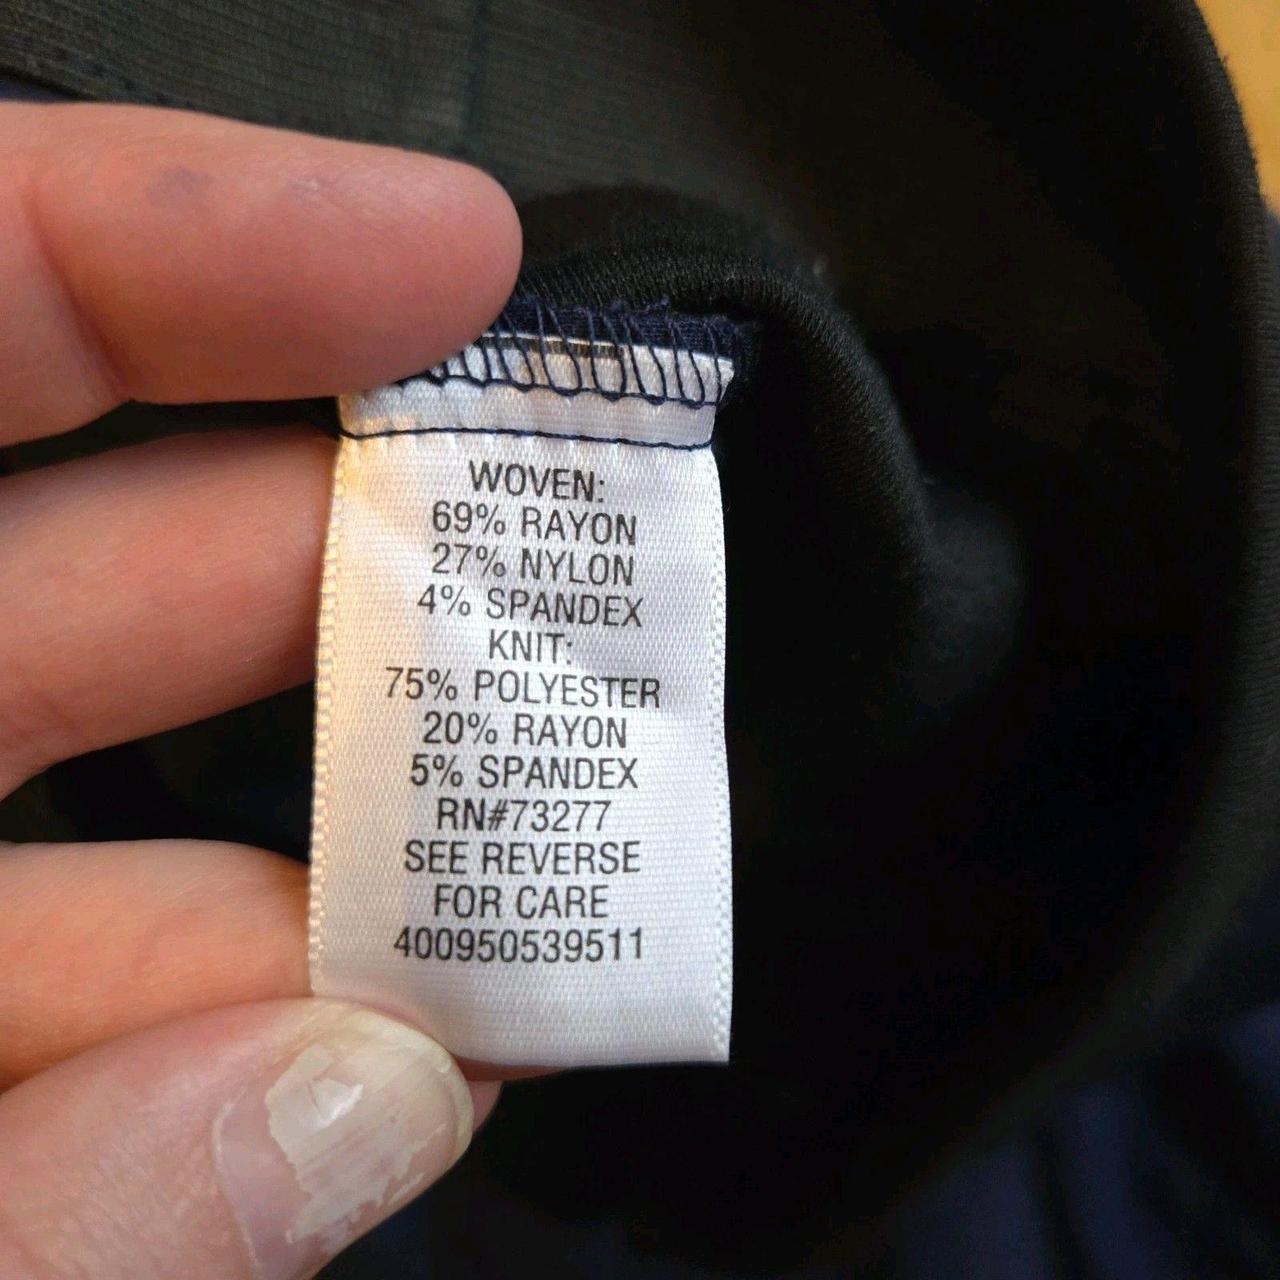 WOVEN:
69% RAYON
27% NYLON
4% SPANDEX
KNIT:
75% POLYESTER
20% RAYON
5% SPANDEX
RN#73277
SEE REVERSE
FOR CARE
400950539511